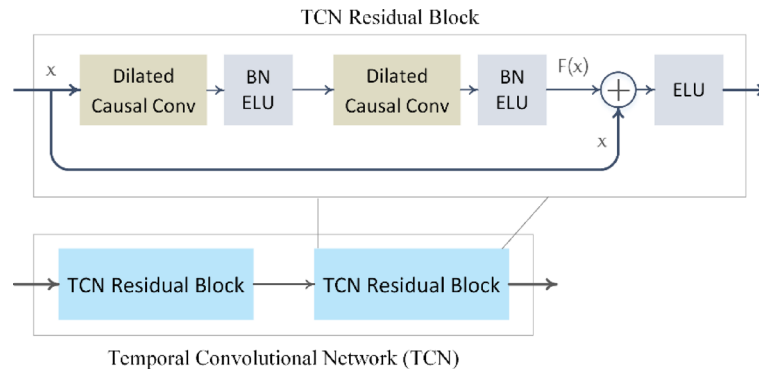 TCN Residual Block
x
Dilated
Causal Conv
BN
ELU
Dilated
Causal Conv
BN
ELU
F(x)
+
ELU
x
TCN Residual Block
TCN Residual Block
Temporal Convolutional Network (TCN)